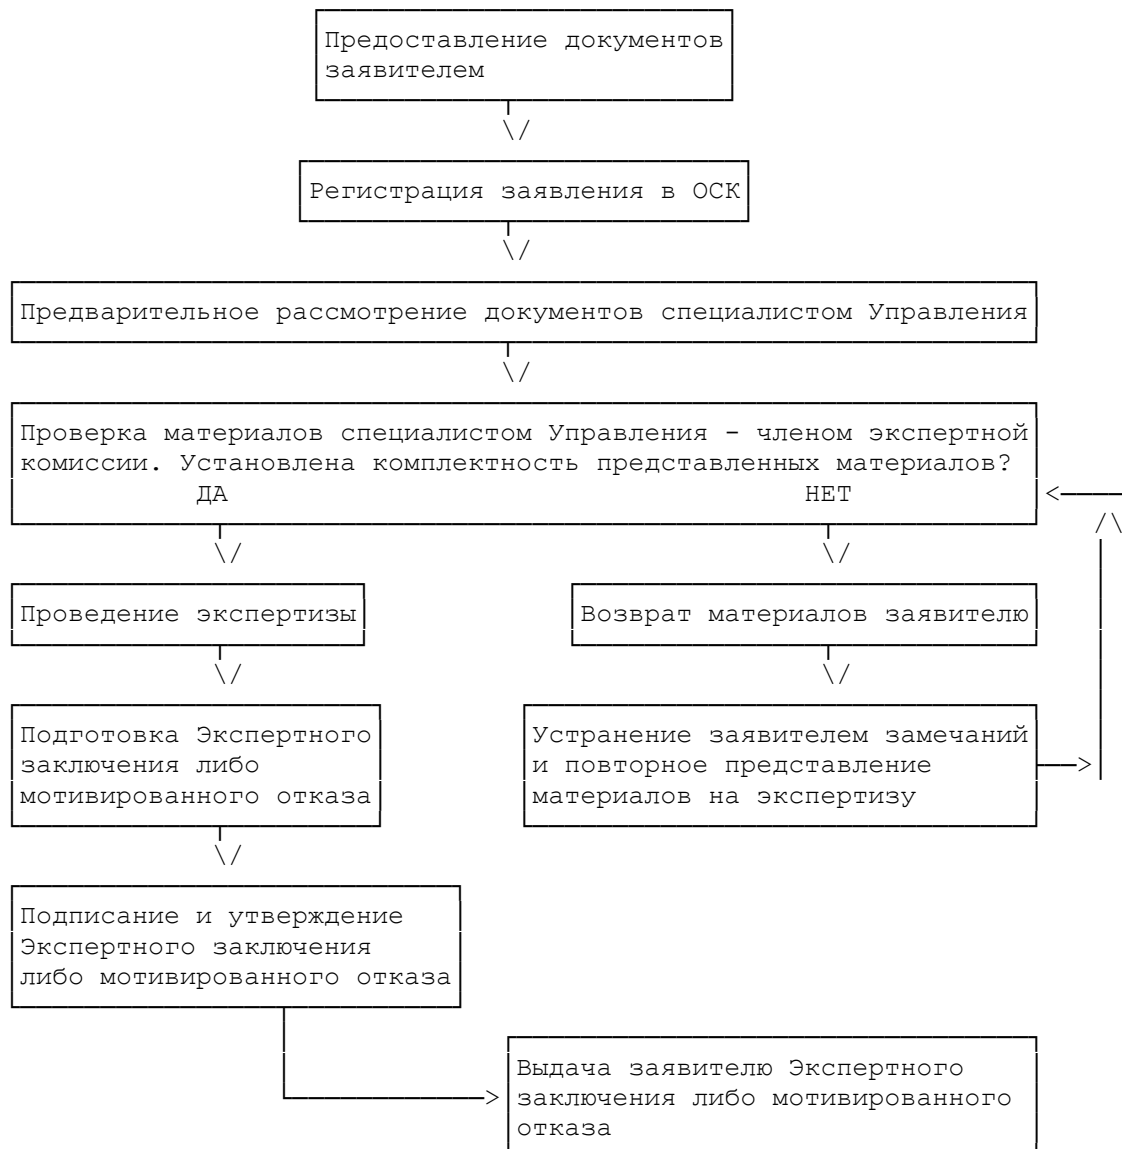 Предоставление документов
заявителем
Регистрация заявления в ОСК
Предварительное рассмотрение документов специалистом Управления
Проверка материалов специалистом Управления - членом экспертной
комиссии. Установлена комплектность представленных материалов?
ДА НЕТ
Проведение экспертизы
Возврат материалов заявителю
Подготовка Экспертного
заключения либо
мотивированного отказа
Устранение заявителем замечаний
и повторное представление
материалов на экспертизу
Подписание и утверждение
Экспертного заключения
либо мотивированного отказа
Выдача заявителю Экспертного
заключения либо мотивированного
отказа